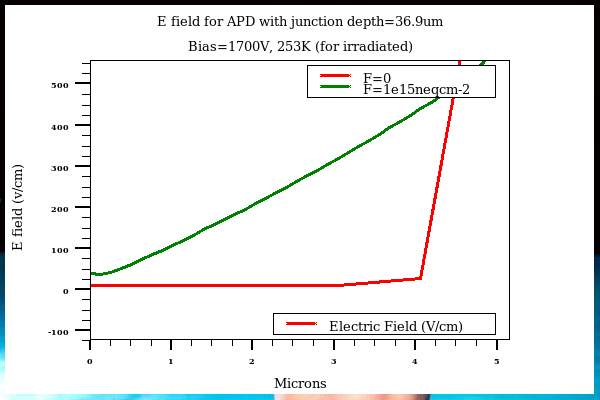 E field for APD with junction depth=36.9um
Bias=1700V, 253K (for irradiated)
F=0
F=1e15neqcm-2
500
400
300
200
100
0
-100
E field (v/cm)
Electric Field (V/cm)
0 1 2 3 4 5
Microns